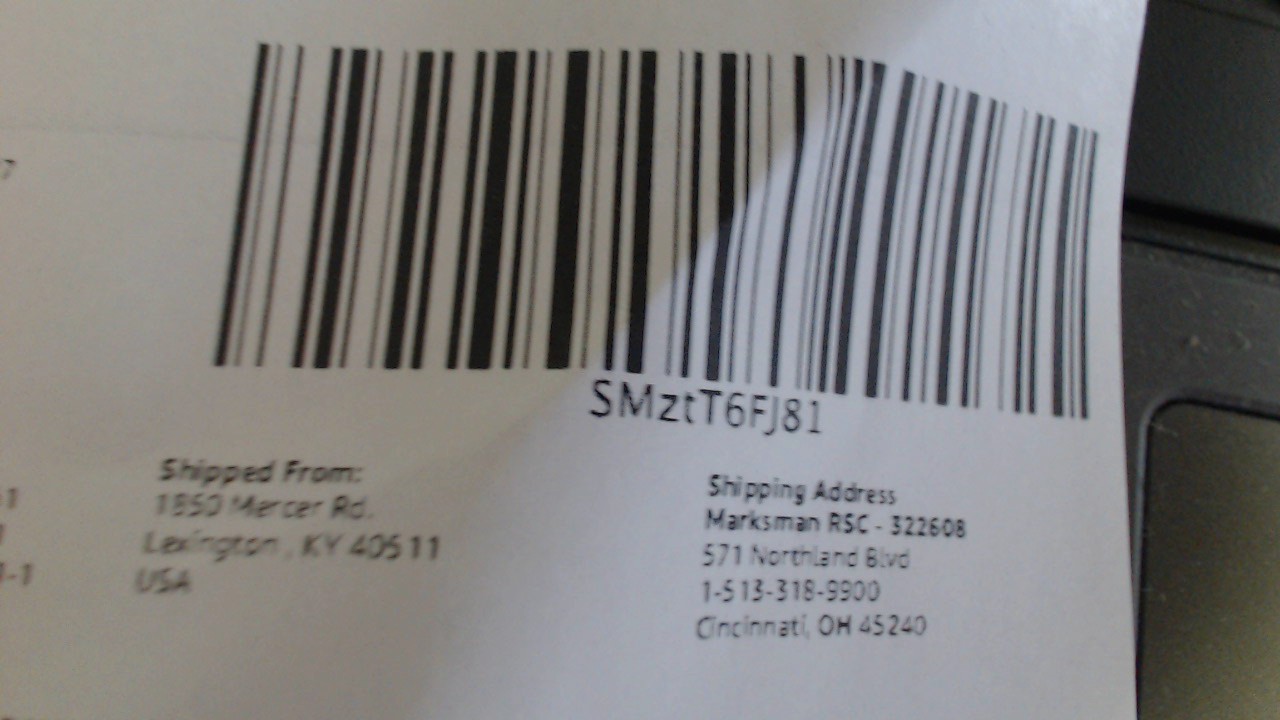 7
SMztT6FJ81
Shipped From:
1850 Mercer Rd.
Lexington , KY 40511
USA
Shipping Address
Marksman RSC - 322608
571 Northland Blvd
1-513-318-9900
Cincinnati, OH 45240